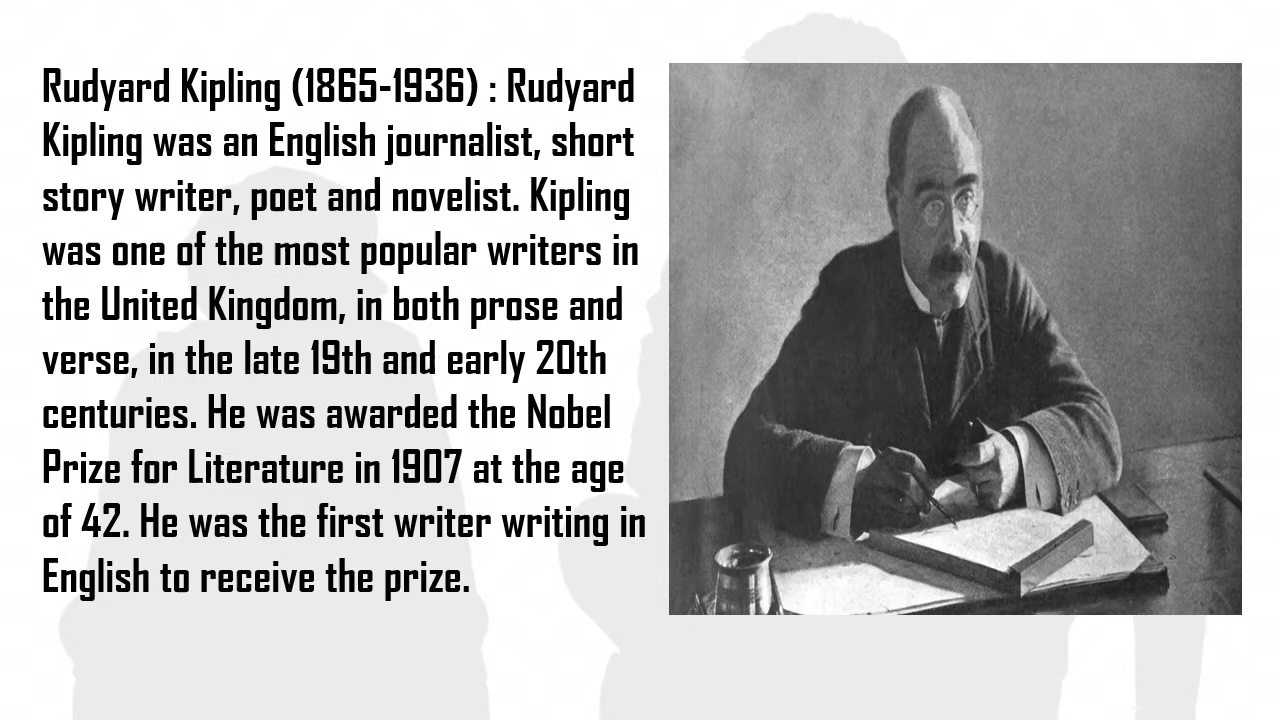 Rudyard Kipling (1865-1936) : Rudyard
Kipling was an English journalist, short
story writer, poet and novelist. Kipling
was one of the most popular writers in
the United Kingdom, in both prose and
verse, in the late 19th and early 20th
centuries. He was awarded the Nobel
Prize for Literature in 1907 at the age
of 42. He was the first writer writing in
English to receive the prize.